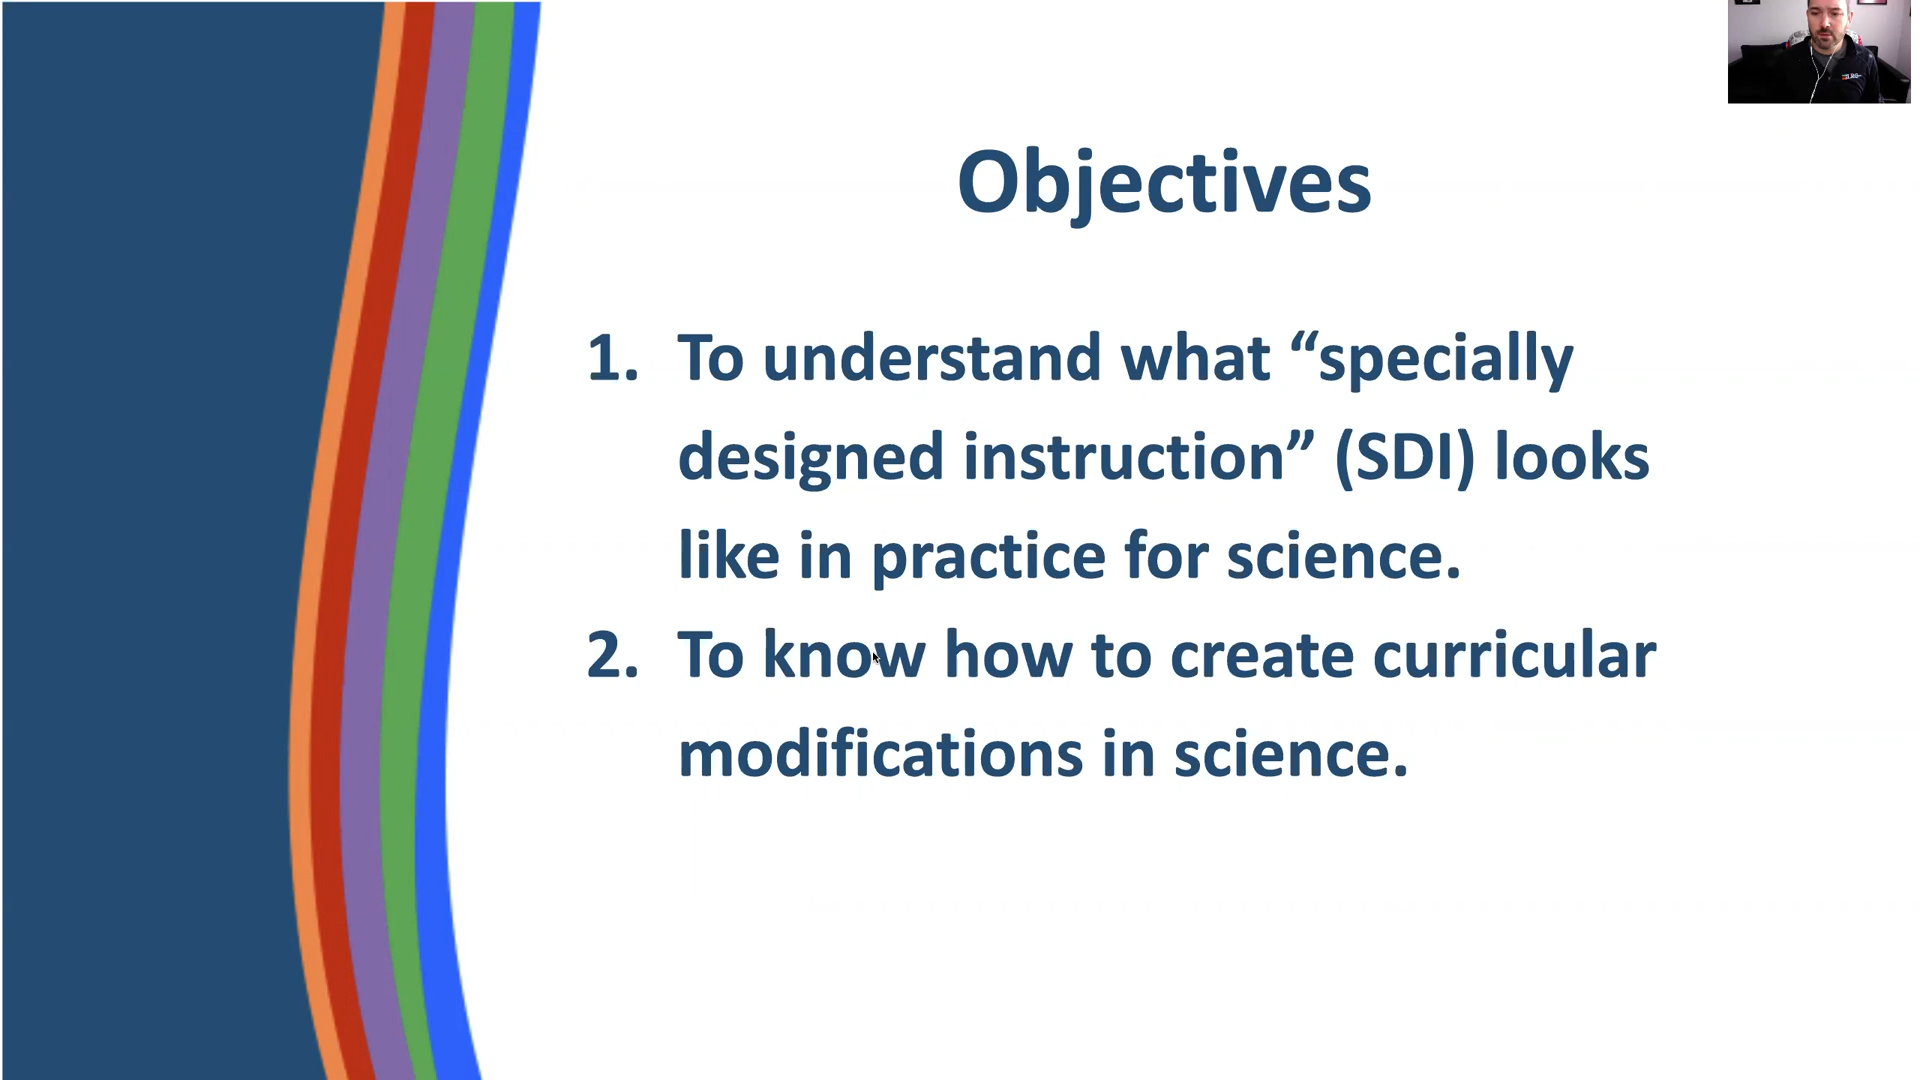 Objectives
1. To understand what “specially
designed instruction” (SDI) looks
like in practice for science.
2. To know how to create curricular
modifications in science.